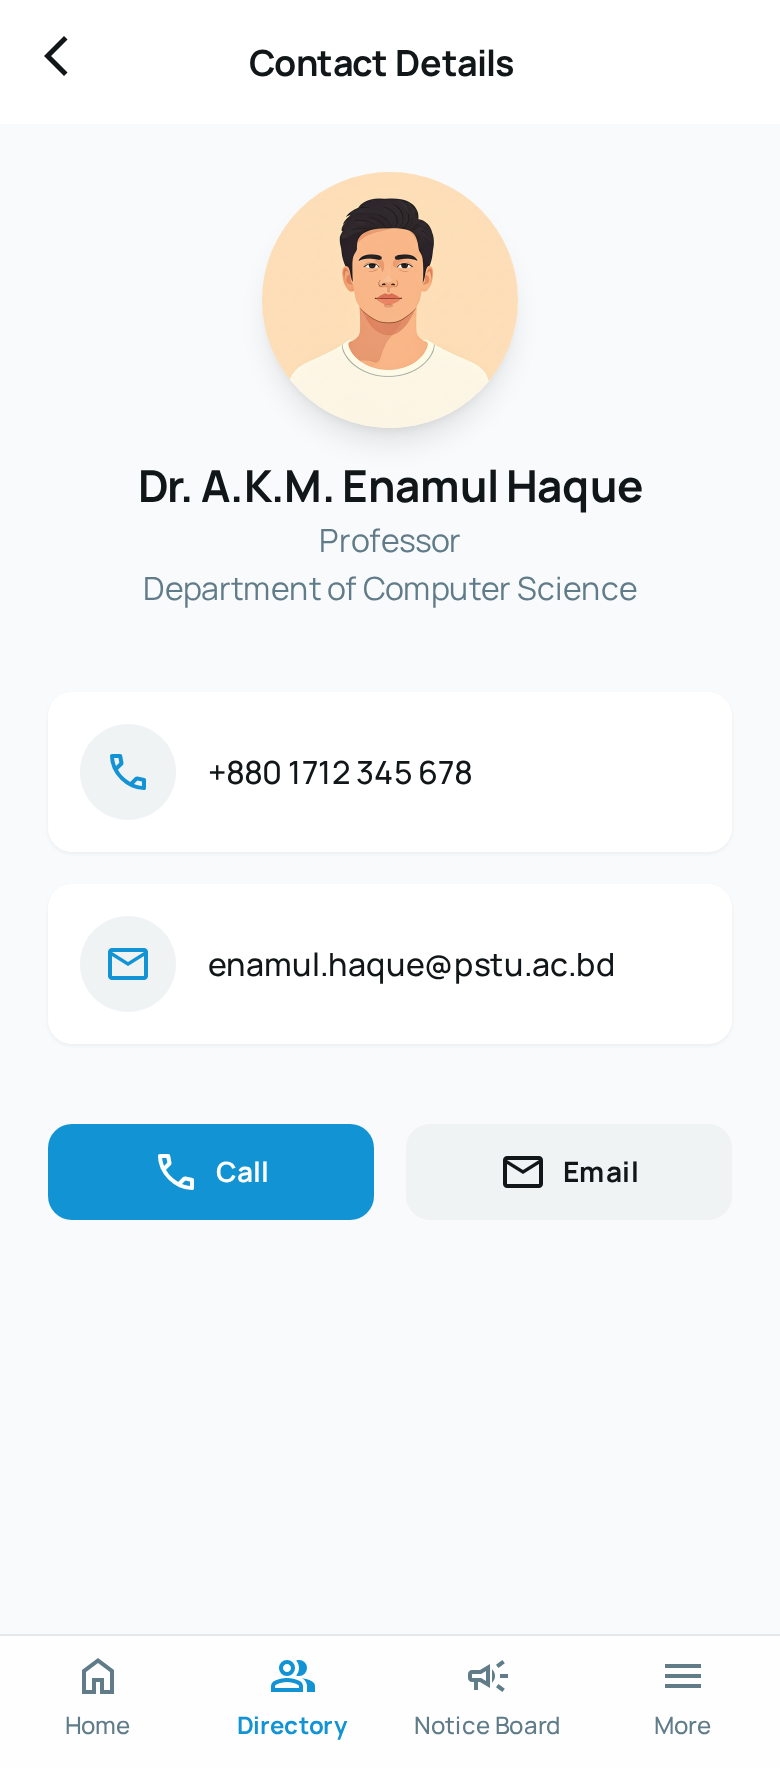 Contact Details
Dr. A.K.M. Enamul Haque
Professor
Department of Computer Science
+880 1712 345 678
enamul.haque@pstu.ac.bd
Call
Email
Home
Directory
Notice Board
More